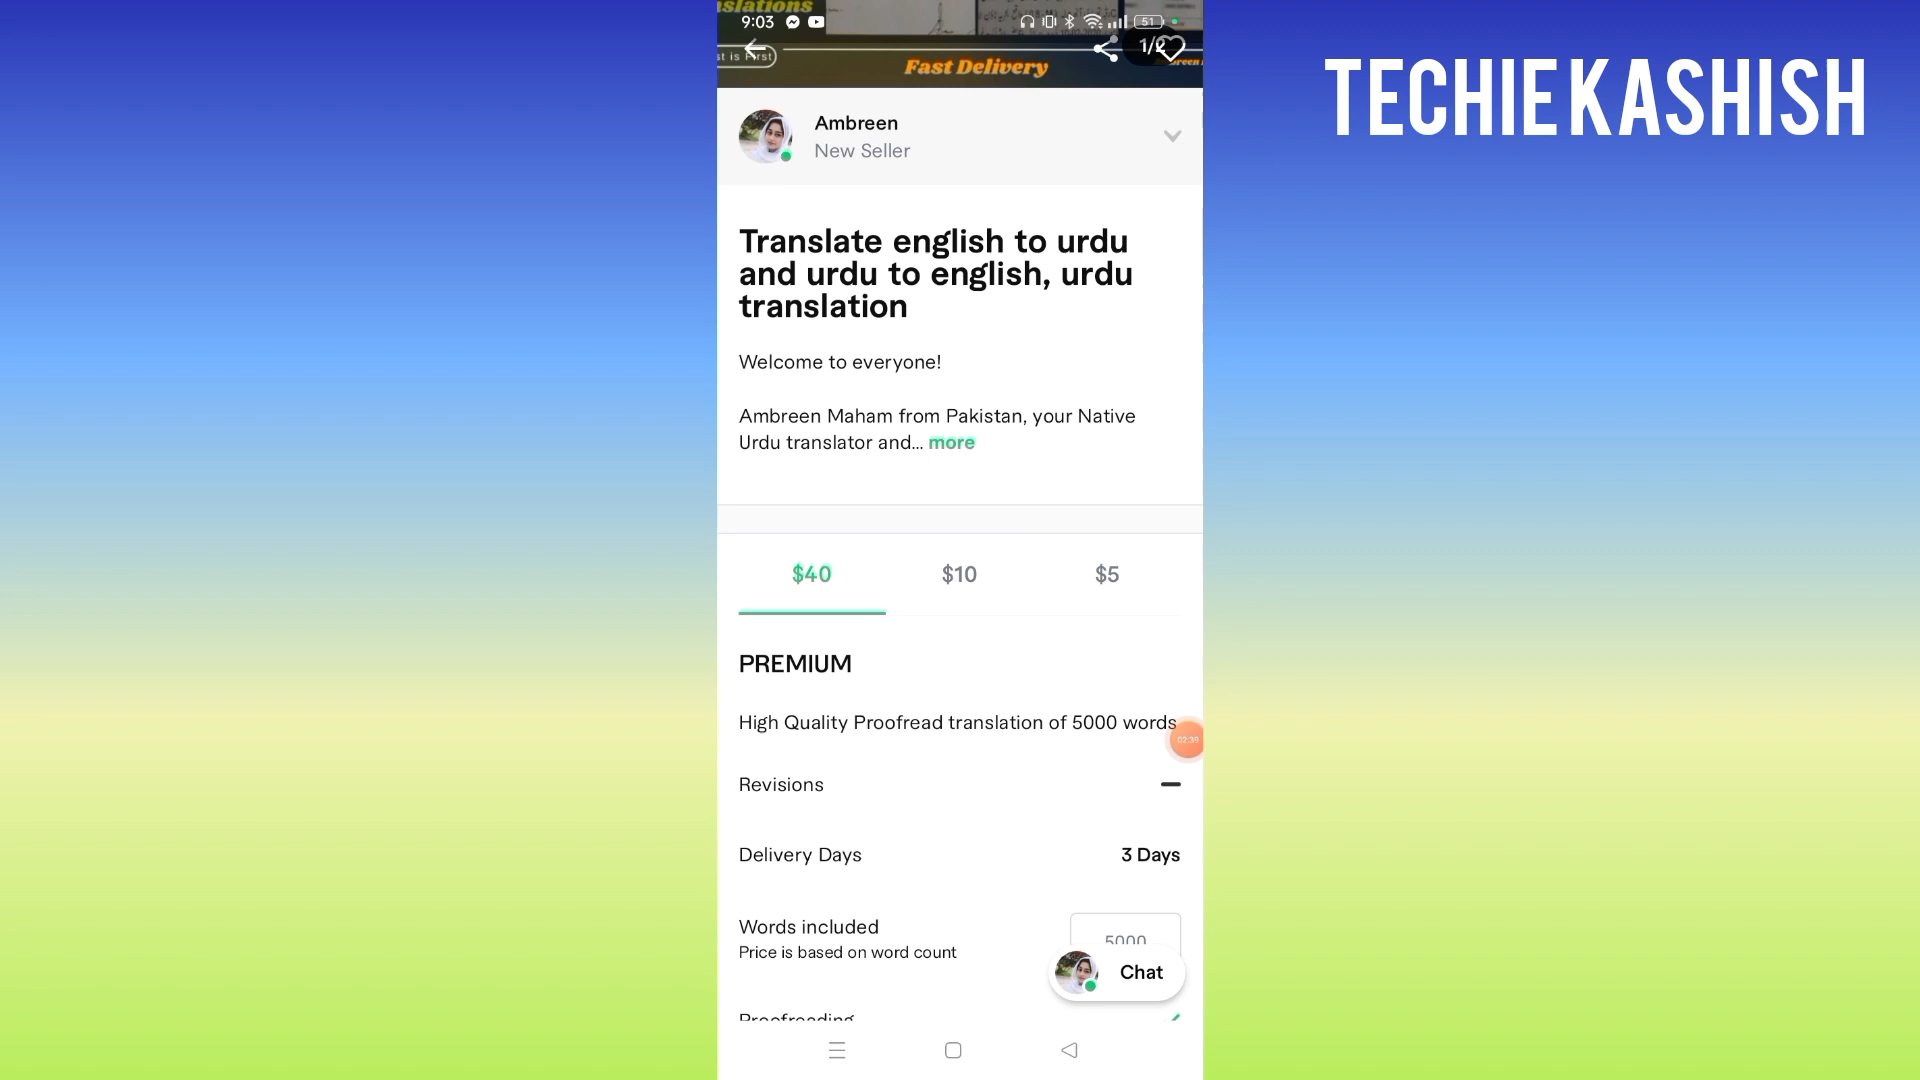 slations
9:03
51
st is First
1/2
Fast Delivery
TECHIE KASHISH
Ambreen
New Seller
Translate english to urdu
and urdu to english, urdu
translation
Welcome to everyone!
Ambreen Maham from Pakistan, your Native
Urdu translator and... more
$40 $10 $5
PREMIUM
High Quality Proofread translation of 5000 words
02:39
Revisions
Delivery Days 3 Days
Words included
5000
Price is based on word count
Chat
Proofreading